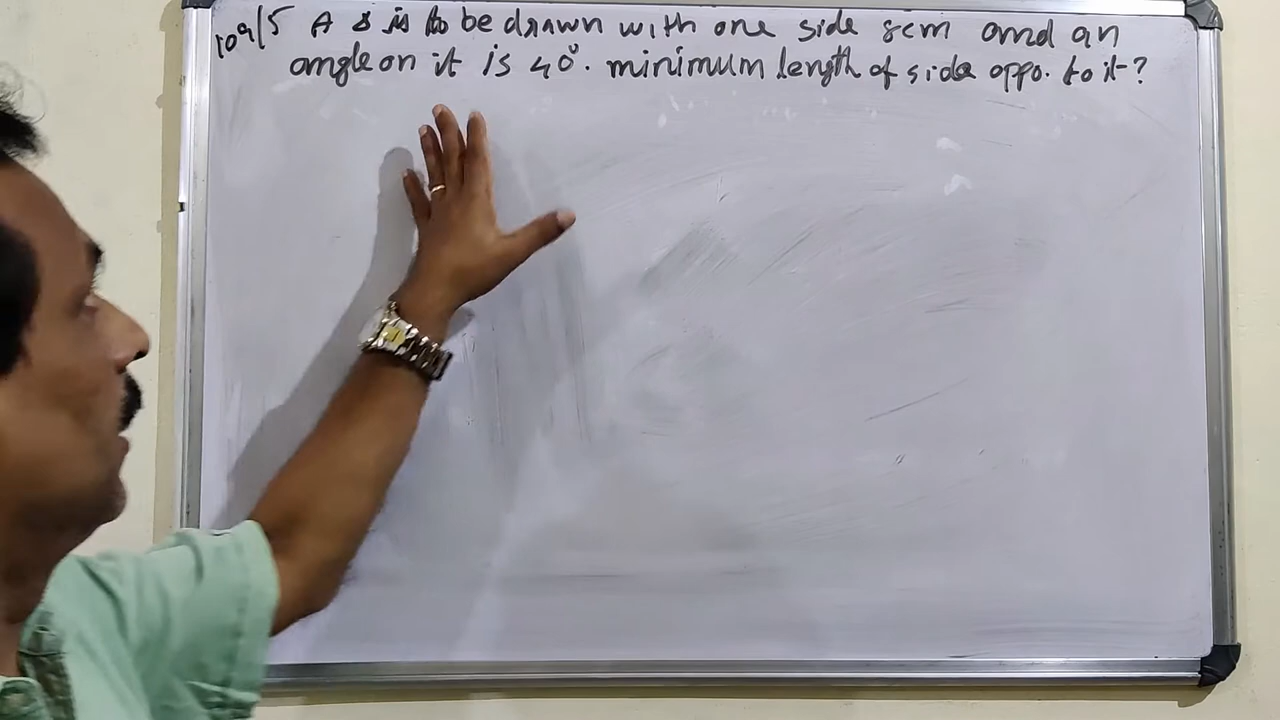 109/5 A Δ is to be drawn with one side 8cm and an
angle on it is 40°. minimum length of side oppo. to it?